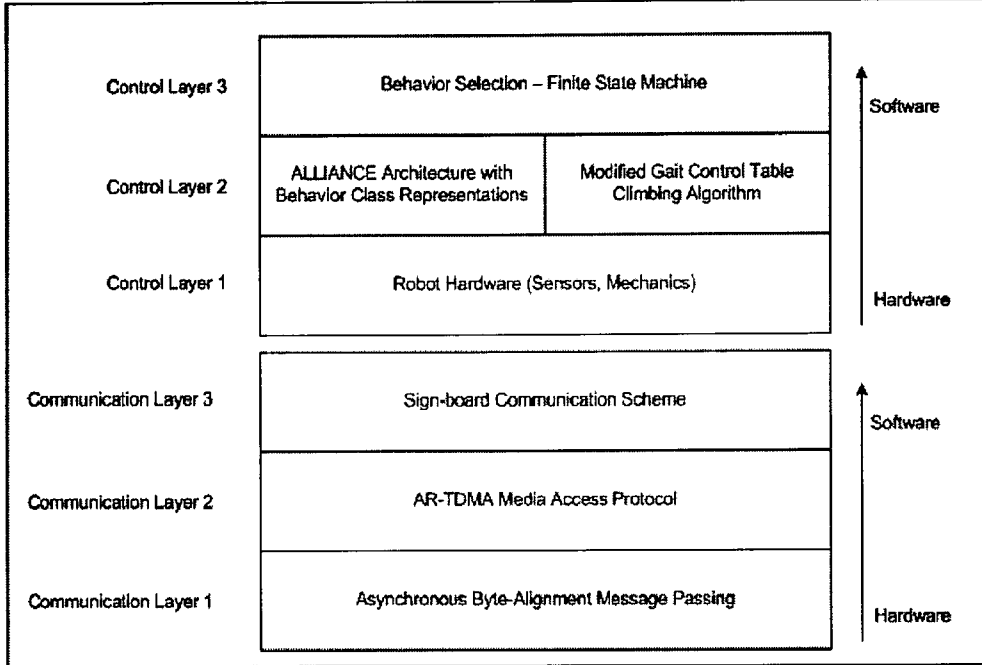 Control Layer 3
Behavior Selection – Finite State Machine
Software
Control Layer 2
ALLIANCE Architecture with
Behavior Class Representations
Modified Gait Control Table
Climbing Algorithm
Control Layer 1
Robot Hardware (Sensors, Mechanics)
Hardware
Communication Layer 3
Sign-board Communication Scheme
Software
Communication Layer 2
AR-TDMA Media Access Protocol
Communication Layer 1
Asynchronous Byte-Alignment Message Passing
Hardware